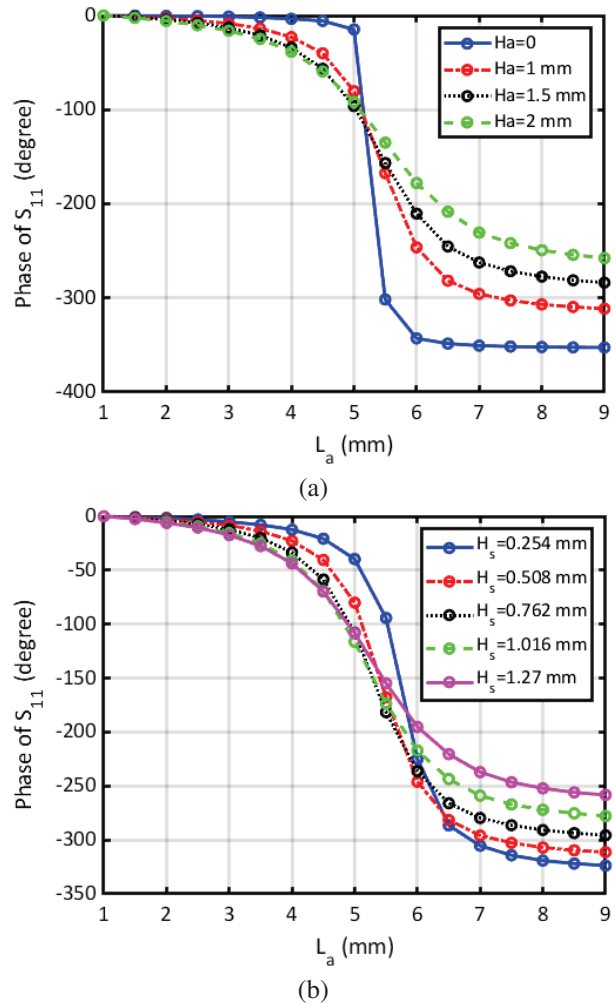 0
-100
-200
-300
-400
Phase of S11 (degree)
Ha=0
Ha=1 mm
Ha=1.5 mm
Ha=2 mm
1 2 3 4 5 6 7 8 9
La (mm)
(a)
0
-50
-100
-150
-200
-250
-300
-350
Phase of S11 (degree)
Hs=0.254 mm
Hs=0.508 mm
Hs=0.762 mm
Hs=1.016 mm
Hs=1.27 mm
1 2 3 4 5 6 7 8 9
La (mm)
(b)